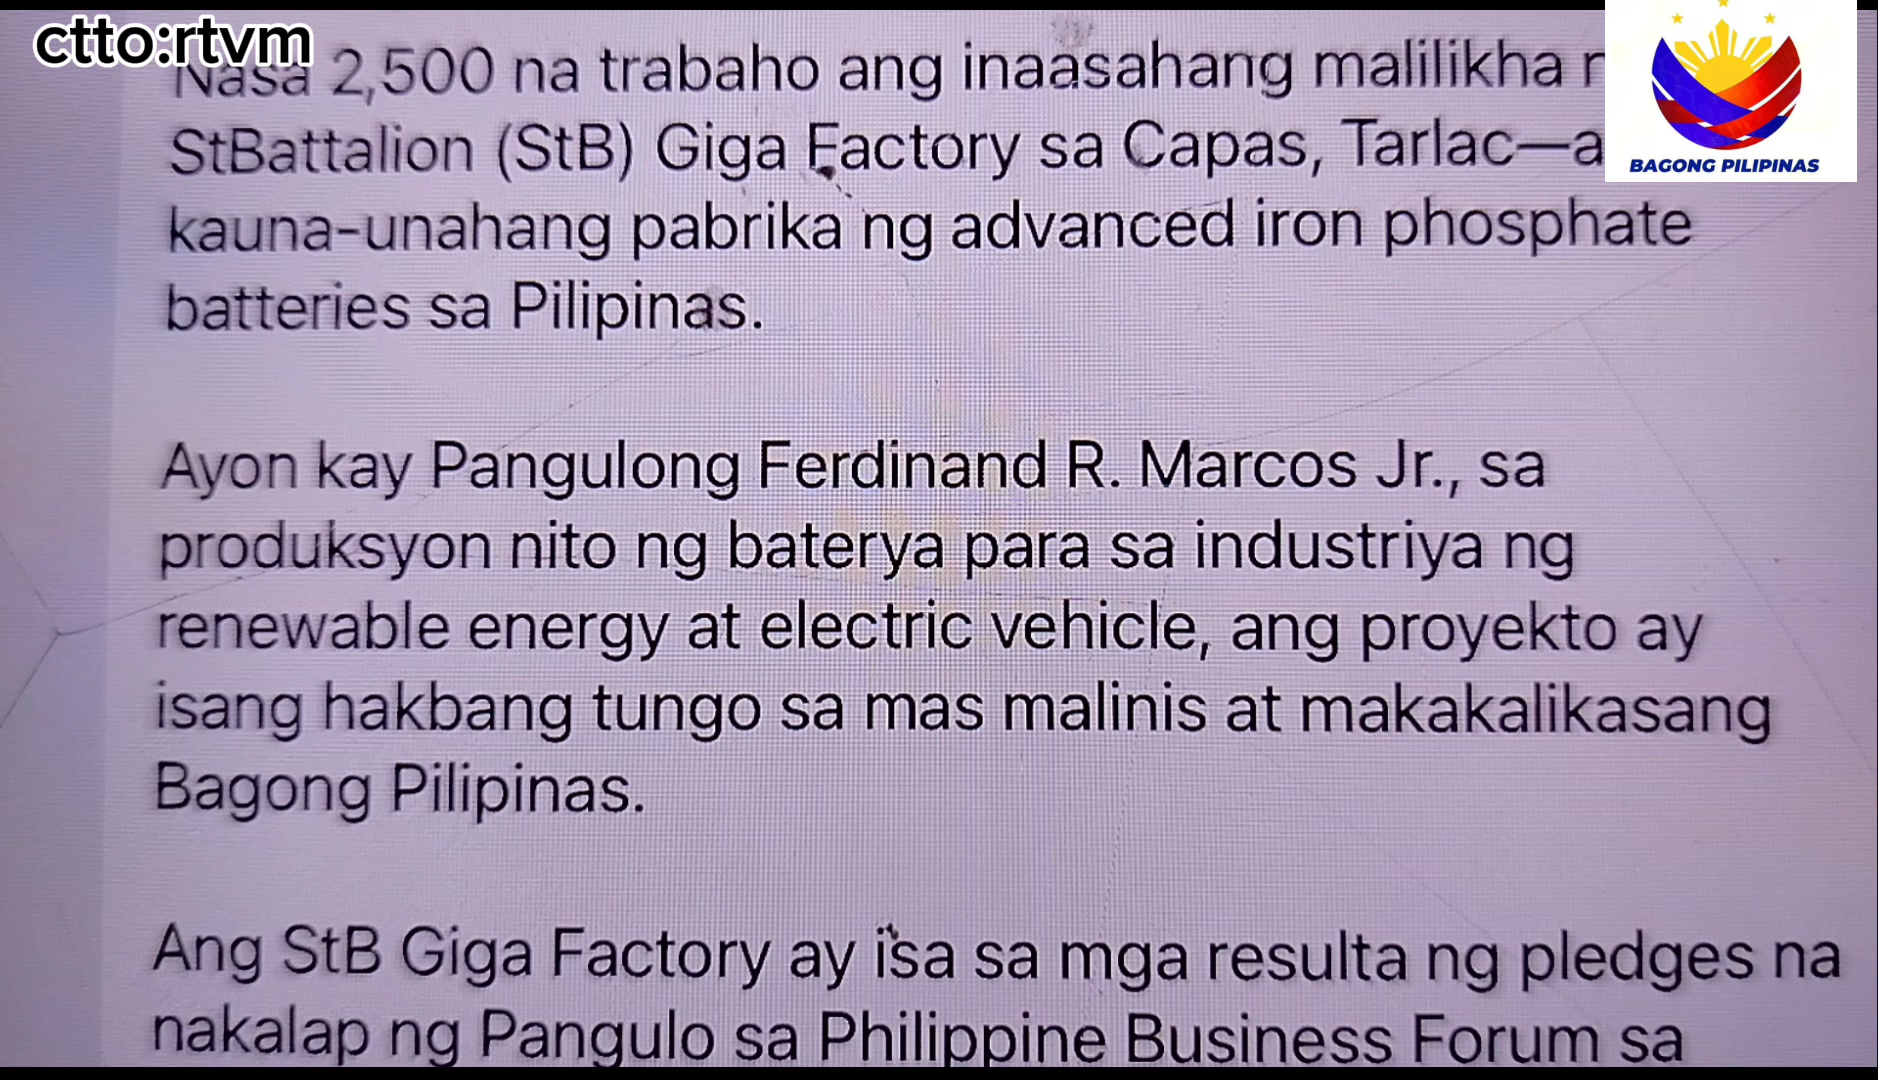 ctto:rtvm
Nasa 2,500 na trabaho ang inaasahang malilikha
StBattalion (StB) Giga Factory sa Capas, Tarlac—
kauna-unahang pabrika ng advanced iron phosphate
batteries sa Pilipinas.
Ayon kay Pangulong Ferdinand R. Marcos Jr., sa
produksyon nito ng baterya para sa industriya ng
renewable energy at electric vehicle, ang proyekto ay
isang hakbang tungo sa mas malinis at makakalikasang
Bagong Pilipinas.
Ang StB Giga Factory ay isa sa mga resulta ng pledges na
nakalap ng Pangulo sa Philippine Business Forum sa
BAGONG PILIPINAS